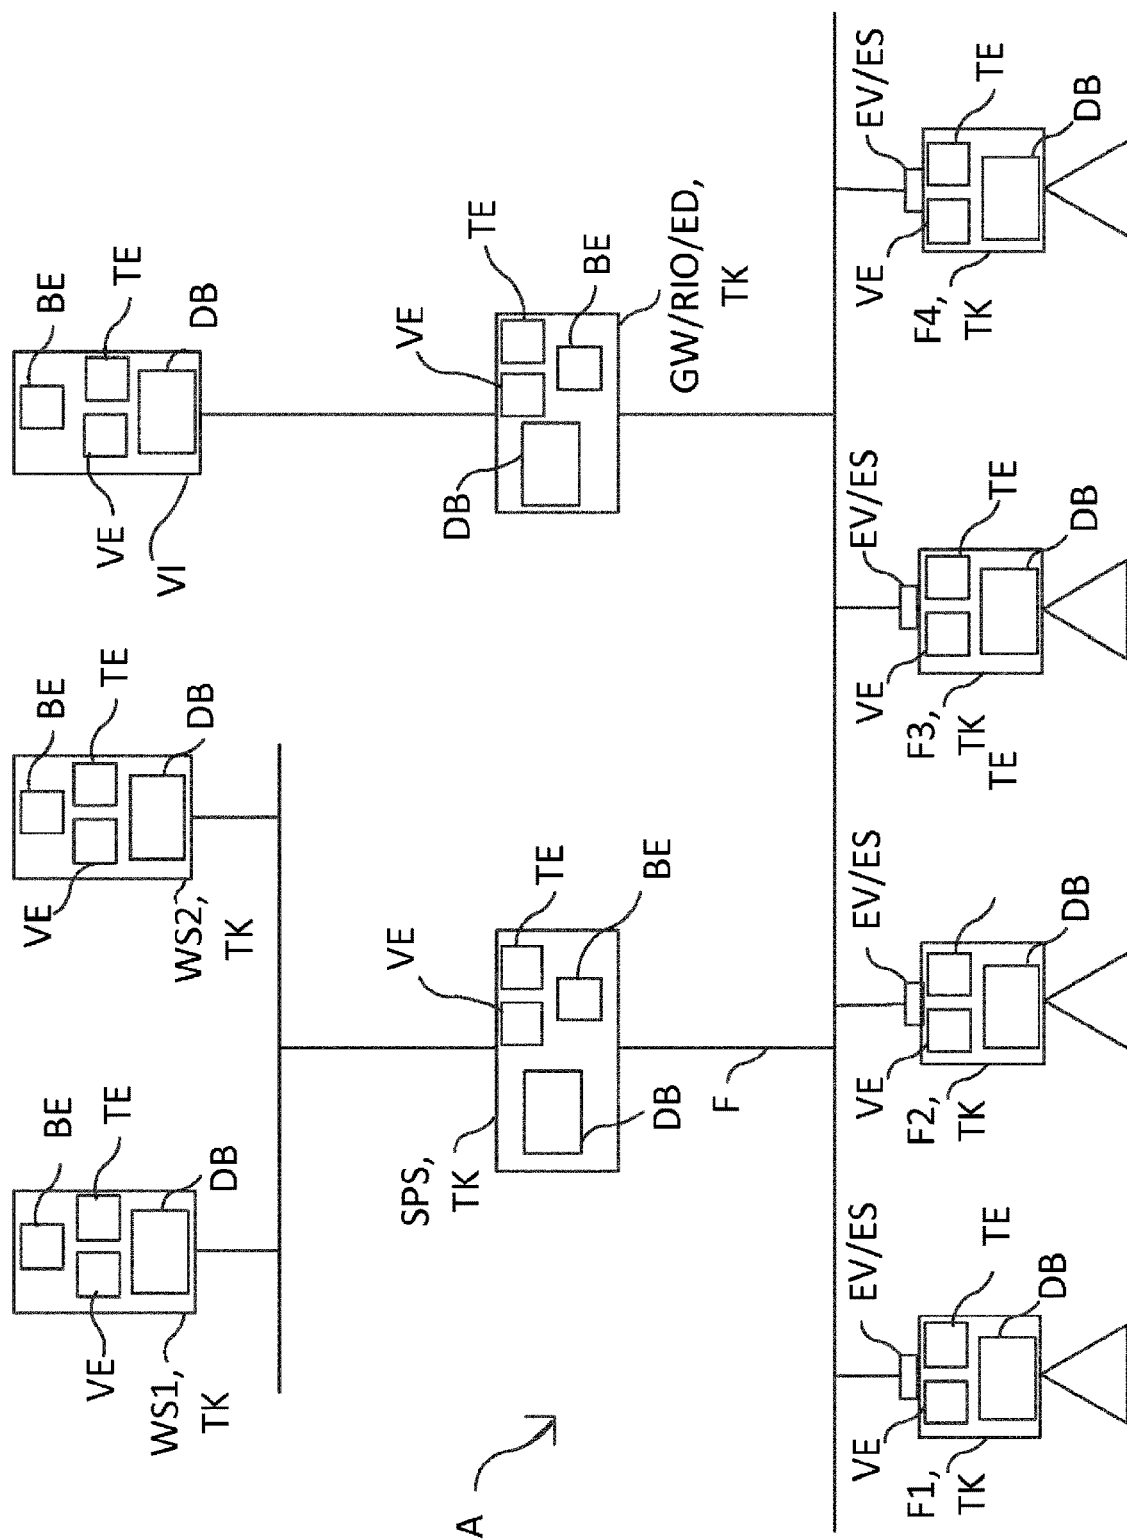 BE
TE
VE
DB
WS1,
TK
BE
TE
VE
DB
WS2,
TK
BE
TE
VE
DB
VI
A
SPS,
TK
VE
TE
BE
DB
F
VE
TE
BE
DB
GW/RIO/ED,
TK
EV/ES
VE
TE
F1,
TK
DB
EV/ES
VE
F2,
TK
DB
EV/ES
VE
TE
F3,
TK
TE
DB
EV/ES
VE
TE
F4,
TK
DB